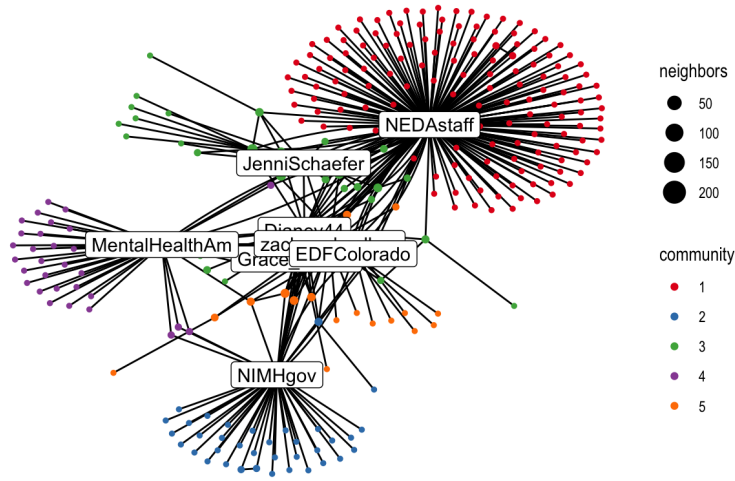 NEDAstaff
JenniSchaefer
MentalHealthAm
EDFColorado
NIMHgov
neighbors
50
100
150
200
community
1
2
3
4
5